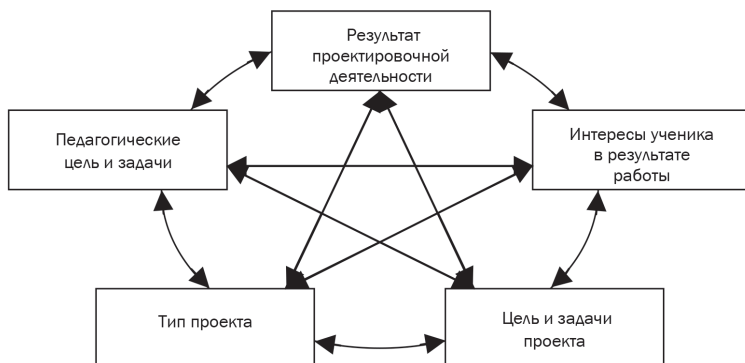 Результат
проектировочной
деятельности
Педагогические
цель и задачи
Интересы ученика
в результате
работы
Тип проекта
Цель и задачи
проекта